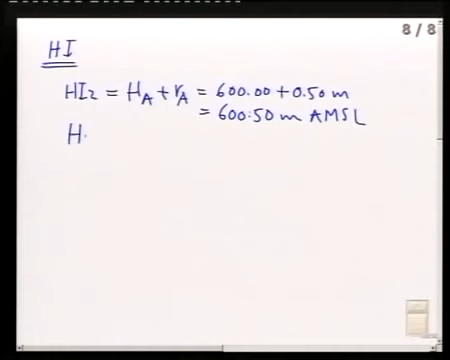 8 / 8
HI
HI2 = HA + rA = 600.00 + 0.50 m
= 600.50 m AMSL
H